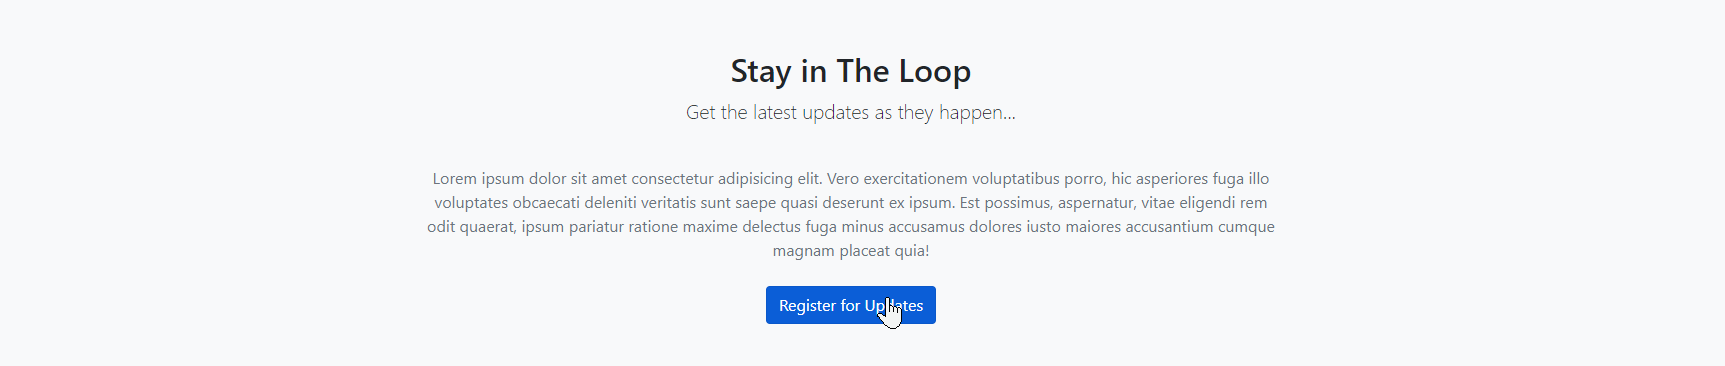 Stay in The Loop
Get the latest updates as they happen...
Lorem ipsum dolor sit amet consectetur adipisicing elit. Vero exercitationem voluptatibus porro, hic asperiores fuga illo
voluptates obcaecati deleniti veritatis sunt saepe quasi deserunt ex ipsum. Est possimus, aspernatur, vitae eligendi rem
odit quaerat, ipsum pariatur ratione maxime delectus fuga minus accusamus dolores iusto maiores accusantium cumque
magnam placeat quia!
Register for Updates